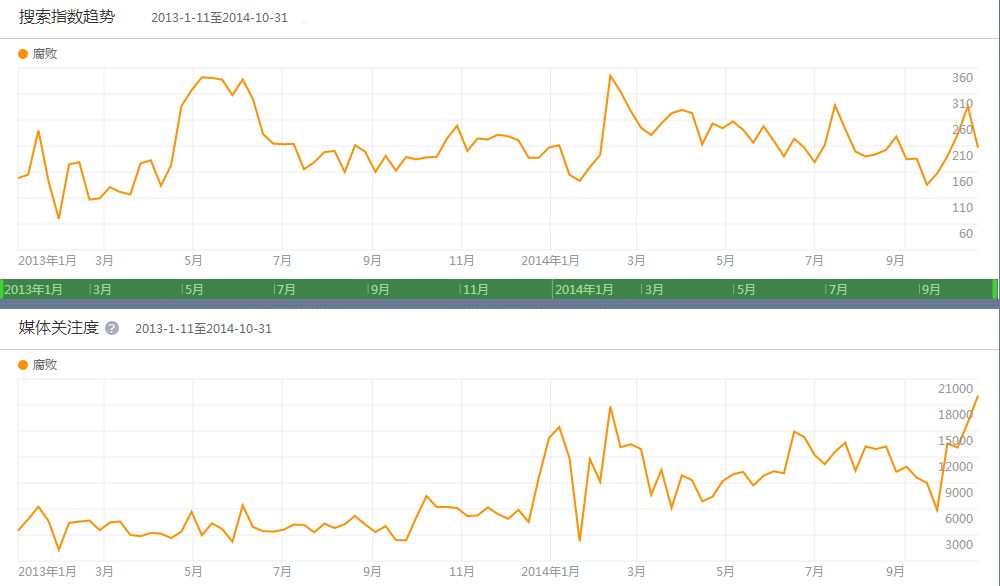 搜索指数趋势 2013-1-11至2014-10-31
腐败
360
310
260
210
160
110
60
2013年1月 3月 5月 7月 9月 11月 2014年1月 3月 5月 7月 9月
2013年1月 3月 5月 7月 9月 11月 2014年1月 3月 5月 7月 9月
媒体关注度 ? 2013-1-11至2014-10-31
腐败
21000
18000
15000
12000
9000
6000
3000
2013年1月 3月 5月 7月 9月 11月 2014年1月 3月 5月 7月 9月